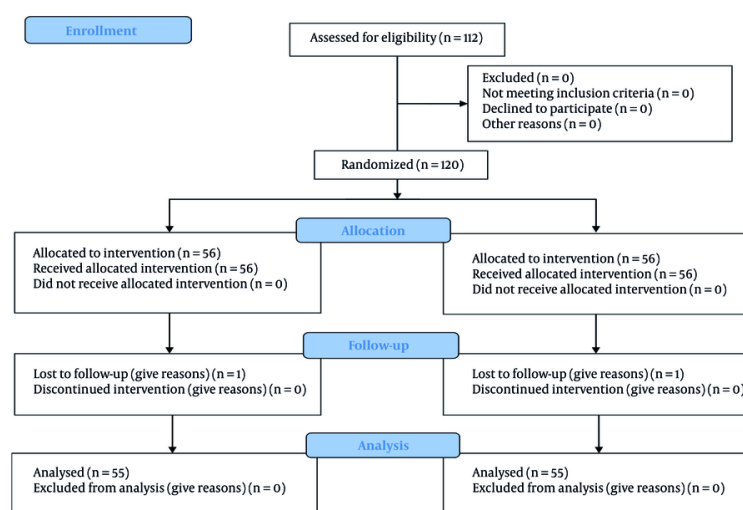 Enrollment
Assessed for eligibility (n = 112)
Excluded (n = 0)
Not meeting inclusion criteria (n = 0)
Declined to participate (n = 0)
Other reasons (n = 0)
Randomized (n = 120)
Allocation
Allocated to intervention (n = 56)
Received allocated intervention (n = 56)
Did not receive allocated intervention (n = 0)
Allocated to intervention (n = 56)
Received allocated intervention (n = 56)
Did not receive allocated intervention (n = 0)
Follow-up
Lost to follow-up (give reasons) (n = 1)
Discontinued intervention (give reasons) (n = 0)
Lost to follow-up (give reasons) (n = 1)
Discontinued intervention (give reasons) (n = 0)
Analysis
Analysed (n = 55)
Excluded from analysis (give reasons) (n = 0)
Analysed (n = 55)
Excluded from analysis (give reasons) (n = 0)